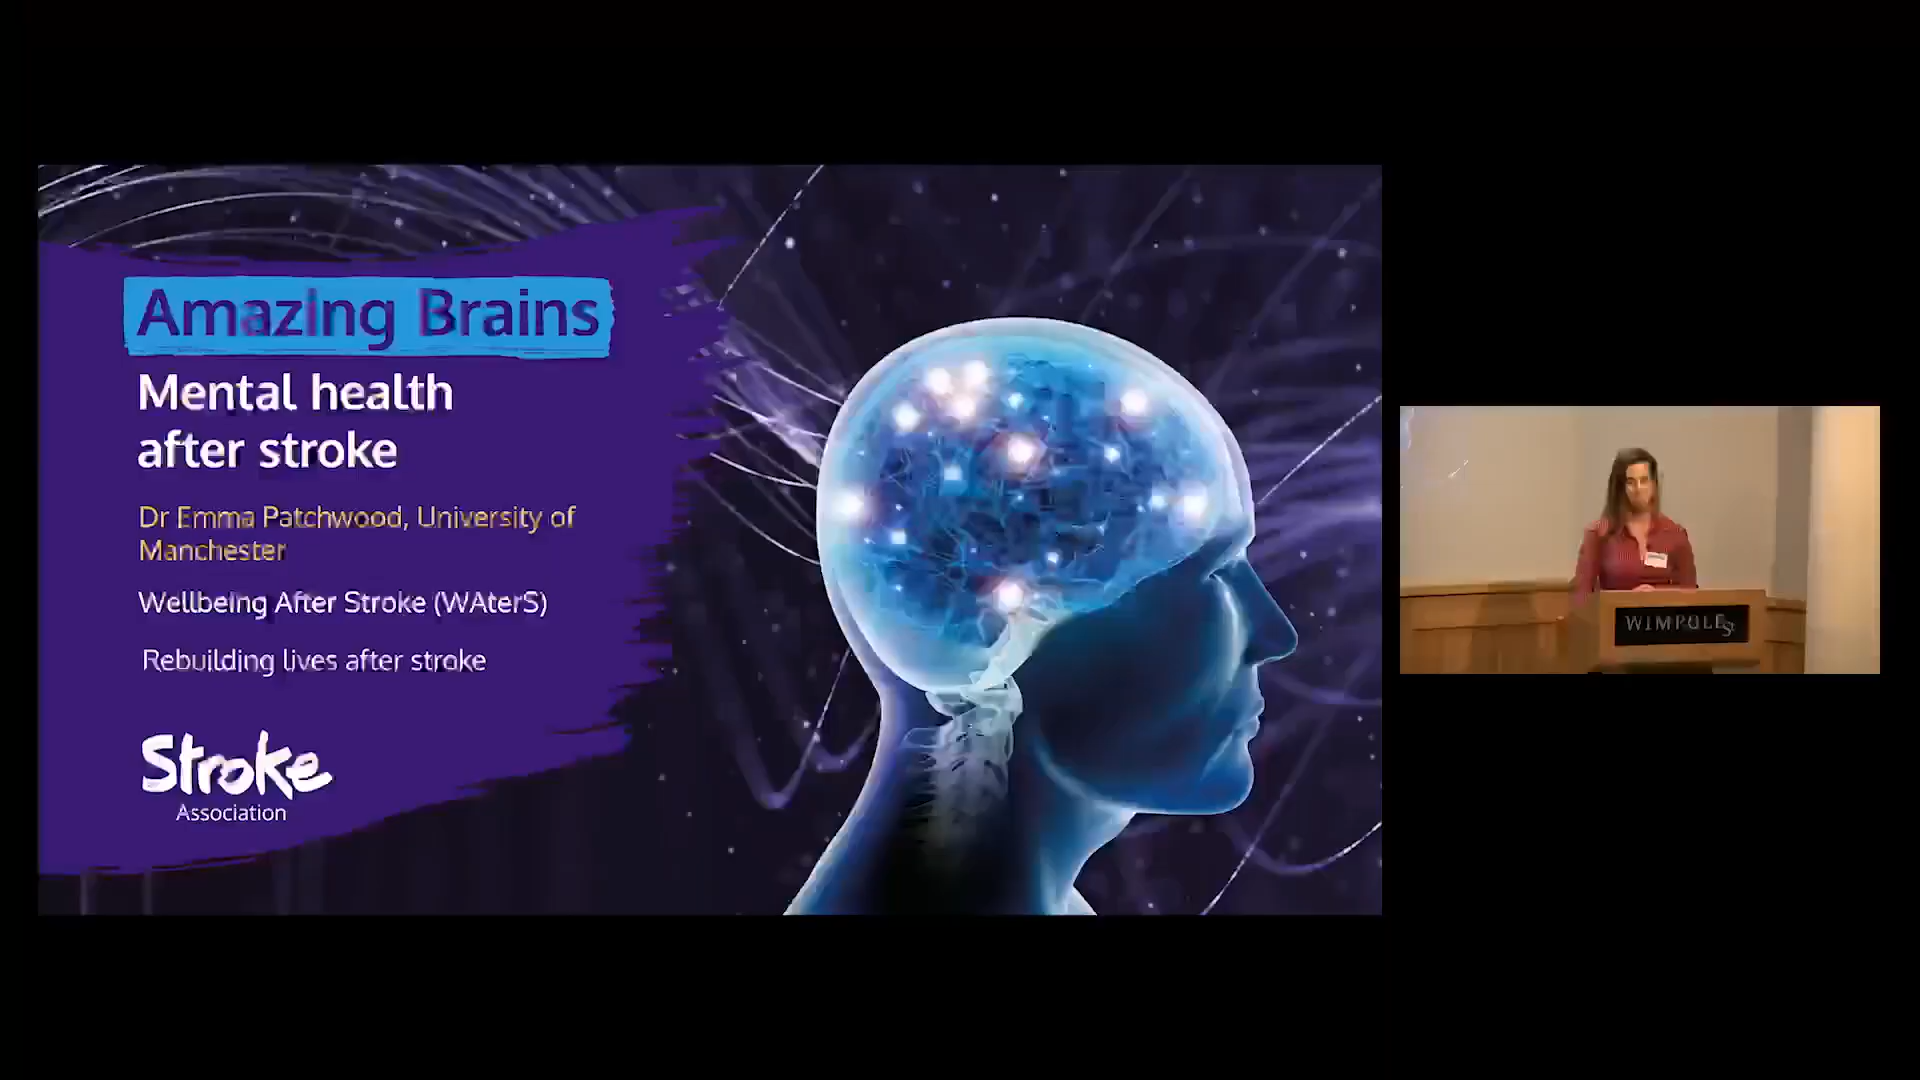 Amazing Brains
Mental health
after stroke
Dr Emma Patchwood, University of
Manchester
Wellbeing After Stroke (WAterS)
Rebuilding lives after stroke
Stroke
Association
WIMPOLE St